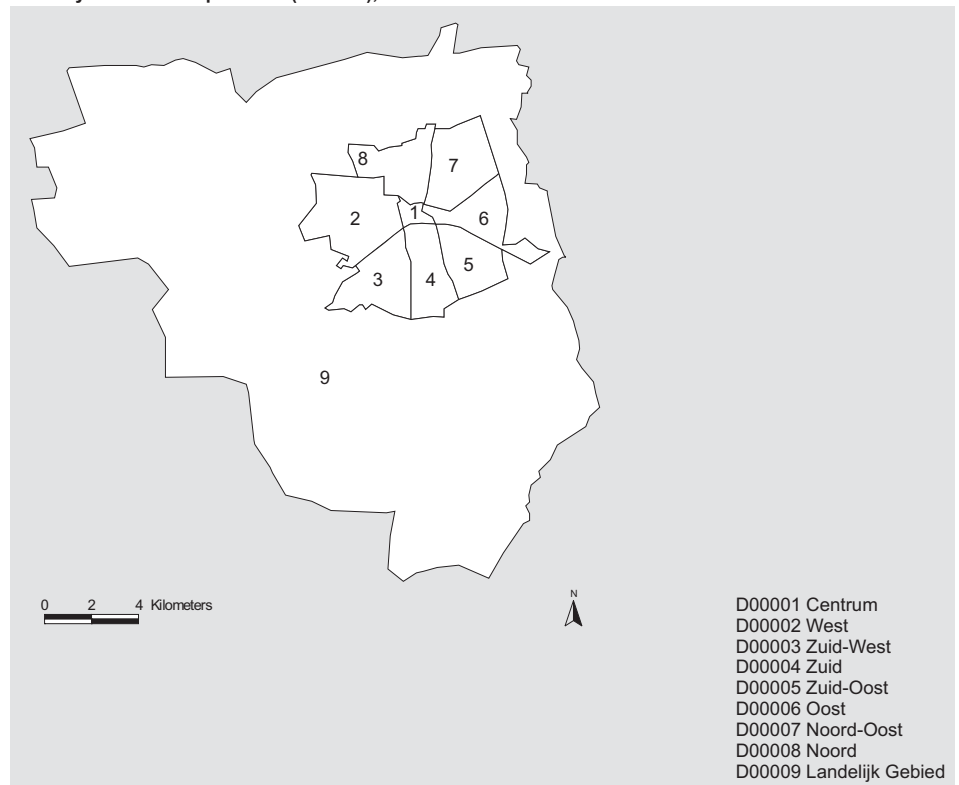 8
7
2
1
6
5
3
4
9
0 2 4 Kilometers
N
D00001 Centrum
D00002 West
D00003 Zuid-West
D00004 Zuid
D00005 Zuid-Oost
D00006 Oost
D00007 Noord-Oost
D00008 Noord
D00009 Landelijk Gebied